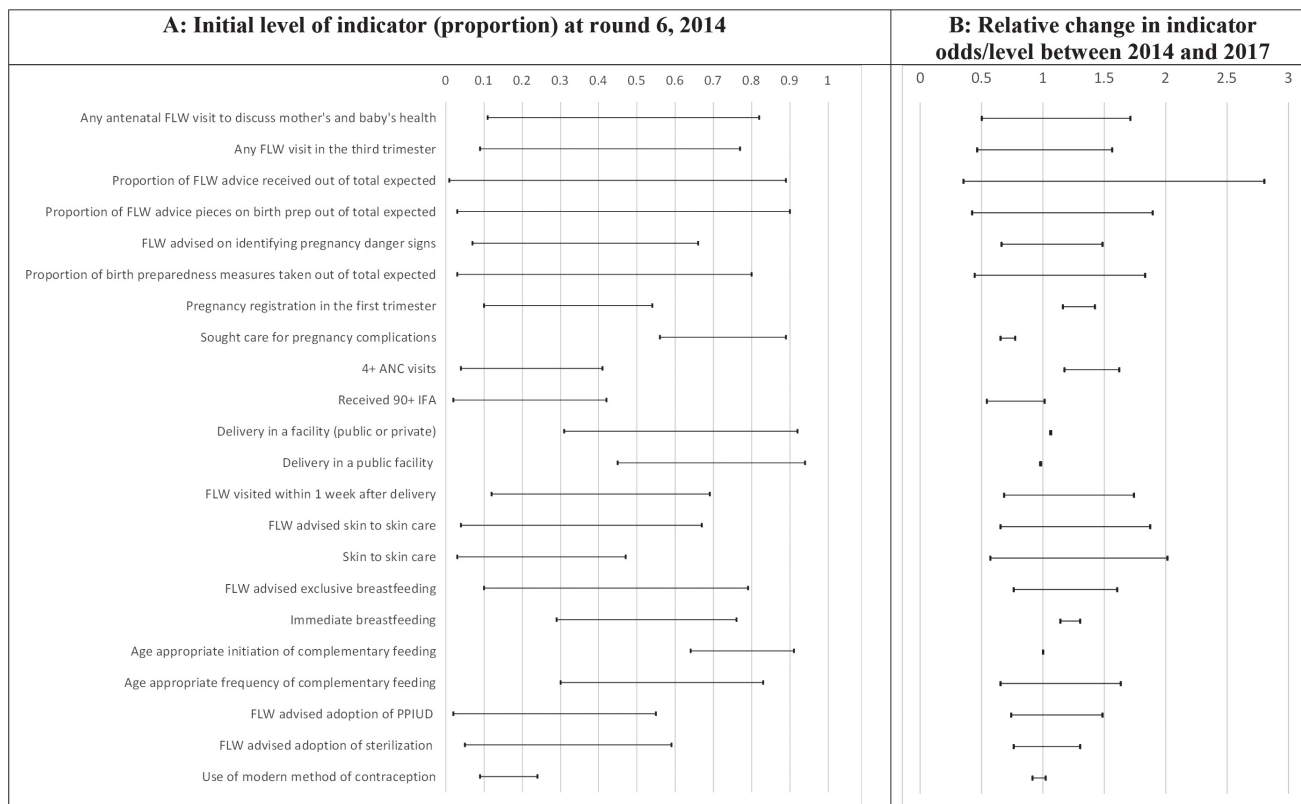 A: Initial level of indicator (proportion) at round 6, 2014
B: Relative change in indicator
odds/level between 2014 and 2017
0 0.1 0.2 0.3 0.4 0.5 0.6 0.7 0.8 0.9 1
0 0.5 1 1.5 2 2.5 3
Any antenatal FLW visit to discuss mother's and baby's health
Any FLW visit in the third trimester
Proportion of FLW advice received out of total expected
Proportion of FLW advice pieces on birth prep out of total expected
FLW advised on identifying pregnancy danger signs
Proportion of birth preparedness measures taken out of total expected
Pregnancy registration in the first trimester
Sought care for pregnancy complications
4+ ANC visits
Received 90+ IFA
Delivery in a facility (public or private)
Delivery in a public facility
FLW visited within 1 week after delivery
FLW advised skin to skin care
Skin to skin care
FLW advised exclusive breastfeeding
Immediate breastfeeding
Age appropriate initiation of complementary feeding
Age appropriate frequency of complementary feeding
FLW advised adoption of PPIUD
FLW advised adoption of sterilization
Use of modern method of contraception